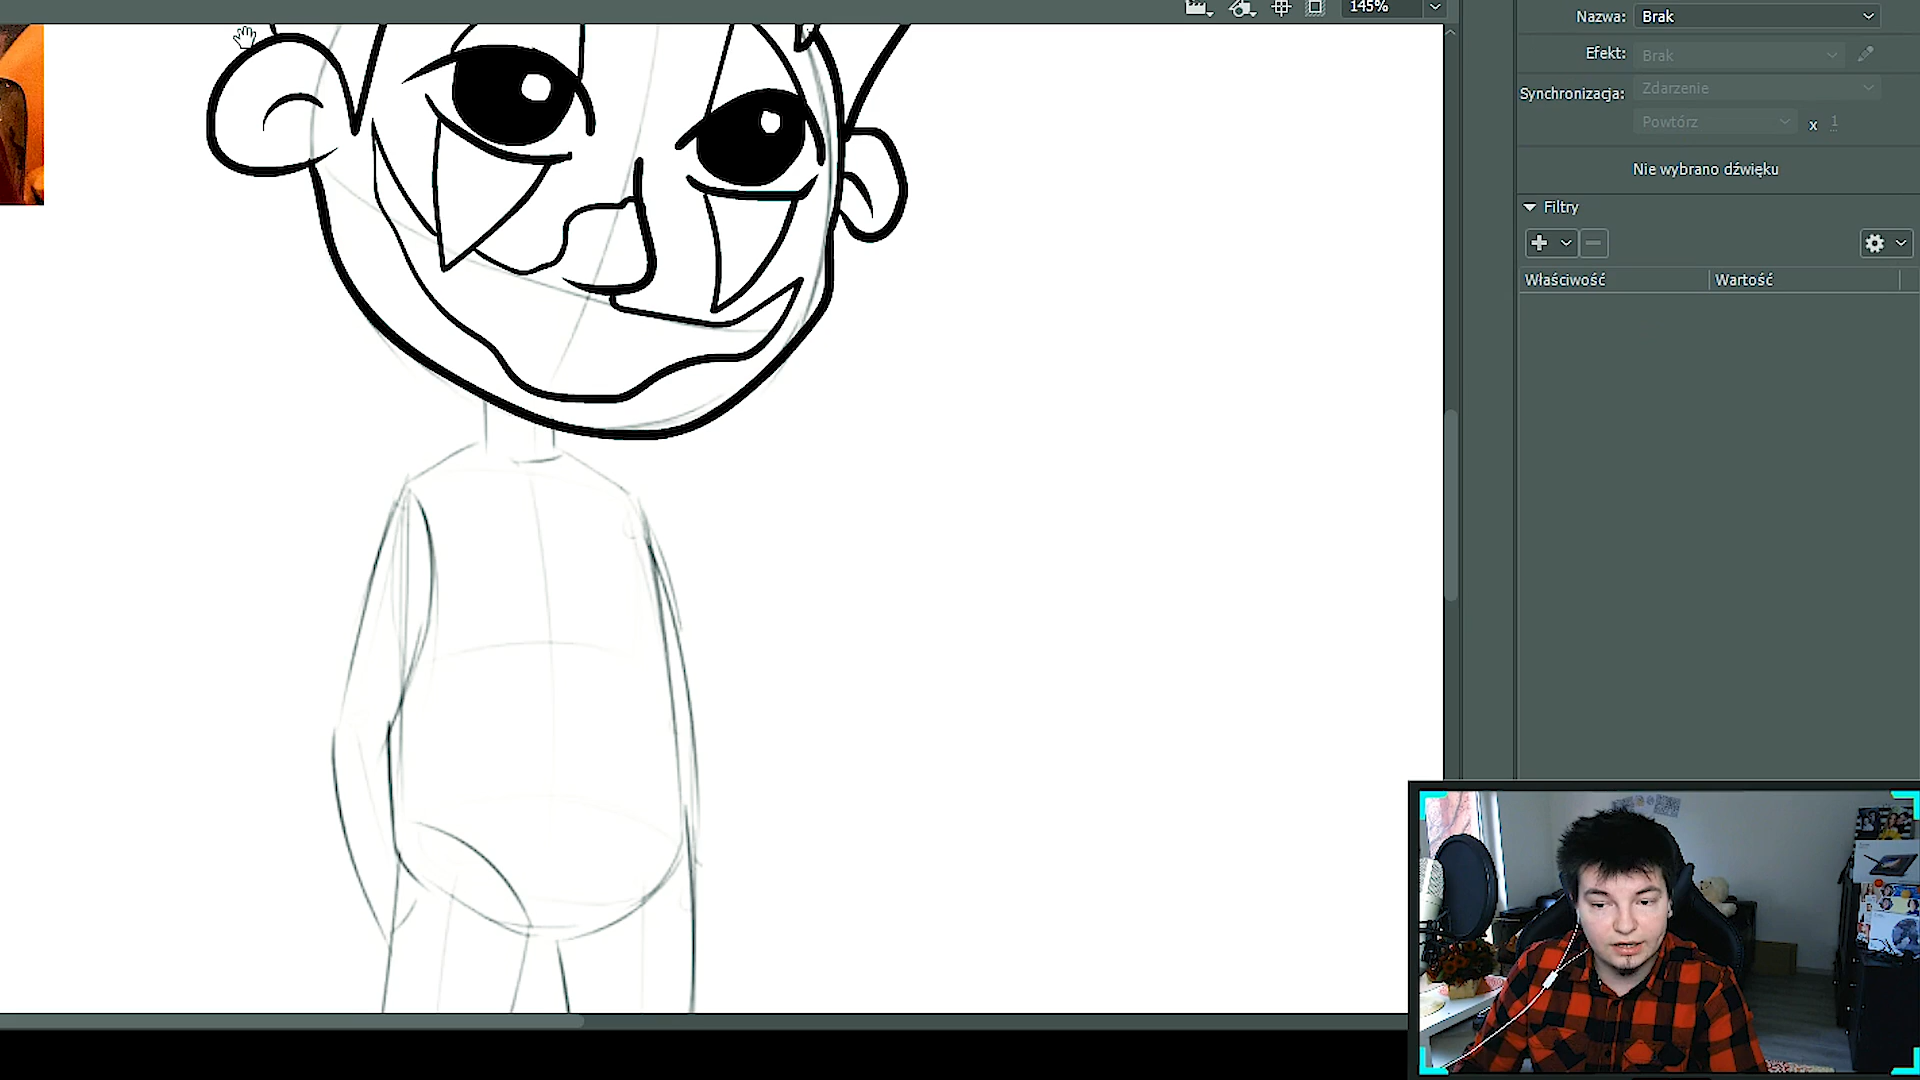 145%
Nazwa: Brak
Efekt: Brak
Synchronizacja: Zdarzenie
Powtórz x 1
Nie wybrano dźwięku
Filtry
Właściwość Wartość